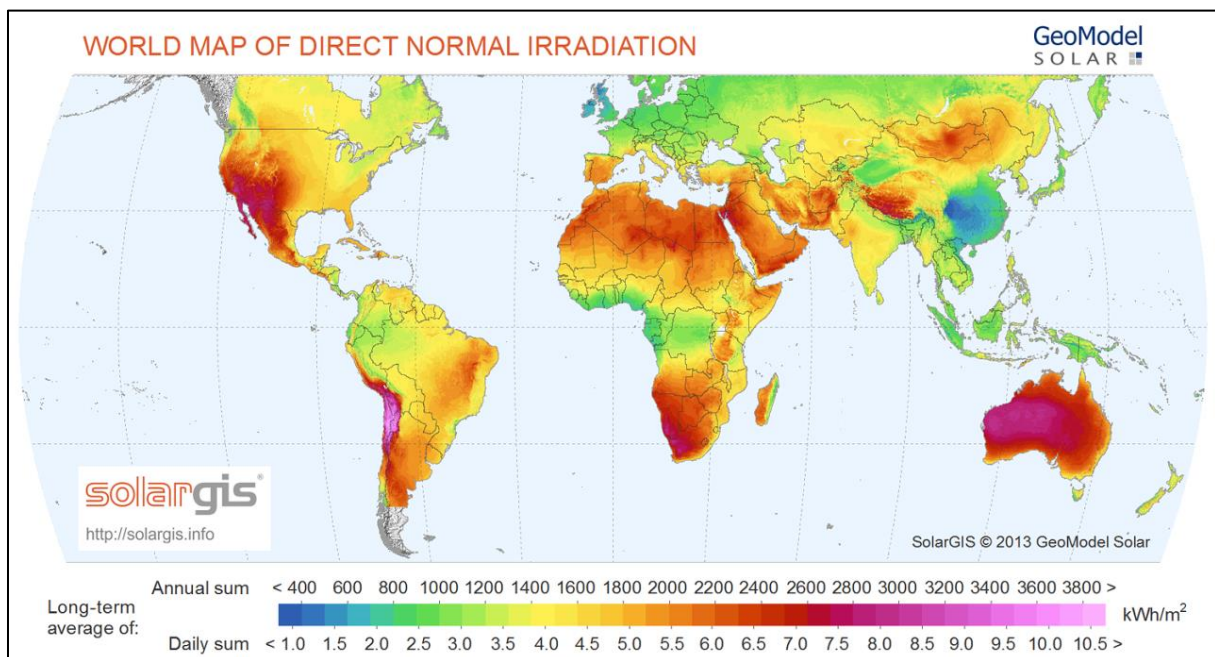 WORLD MAP OF DIRECT NORMAL IRRADIATION
GeoModel
SOLAR
solargis®
http://solargis.info
SolarGIS © 2013 GeoModel Solar
Annual sum < 400 600 800 1000 1200 1400 1600 1800 2000 2200 2400 2600 2800 3000 3200 3400 3600 3800 >
Long-term
average of:
kWh/m²
Daily sum < 1.0 1.5 2.0 2.5 3.0 3.5 4.0 4.5 5.0 5.5 6.0 6.5 7.0 7.5 8.0 8.5 9.0 9.5 10.0 10.5 >